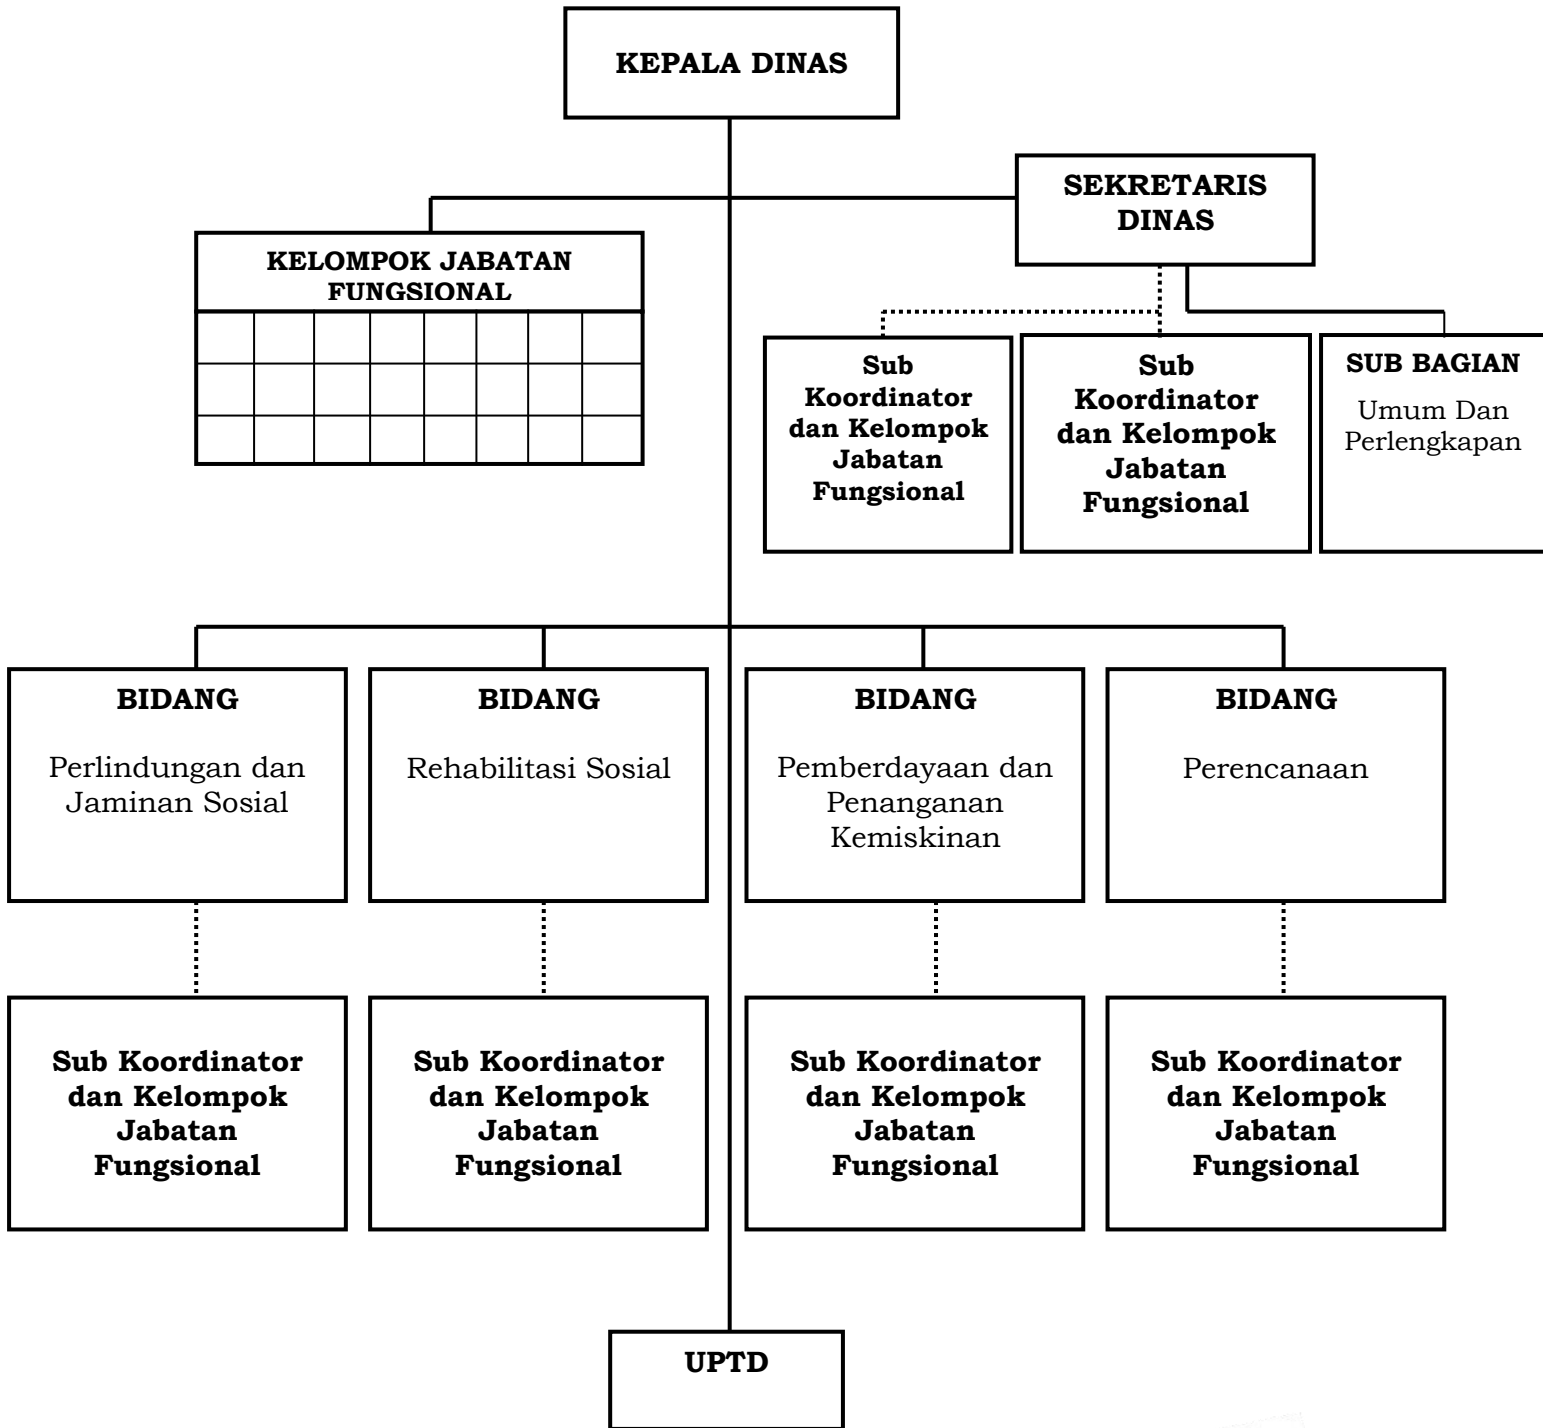 KEPALA DINAS
SEKRETARIS
DINAS
KELOMPOK JABATAN
FUNGSIONAL
Sub
Koordinator
dan Kelompok
Jabatan
Fungsional
Sub
Koordinator
dan Kelompok
Jabatan
Fungsional
SUB BAGIAN
Umum Dan
Perlengkapan
BIDANG
Perlindungan dan
Jaminan Sosial
BIDANG
Rehabilitasi Sosial
BIDANG
Pemberdayaan dan
Penanganan
Kemiskinan
BIDANG
Perencanaan
Sub Koordinator
dan Kelompok
Jabatan
Fungsional
Sub Koordinator
dan Kelompok
Jabatan
Fungsional
Sub Koordinator
dan Kelompok
Jabatan
Fungsional
Sub Koordinator
dan Kelompok
Jabatan
Fungsional
UPTD